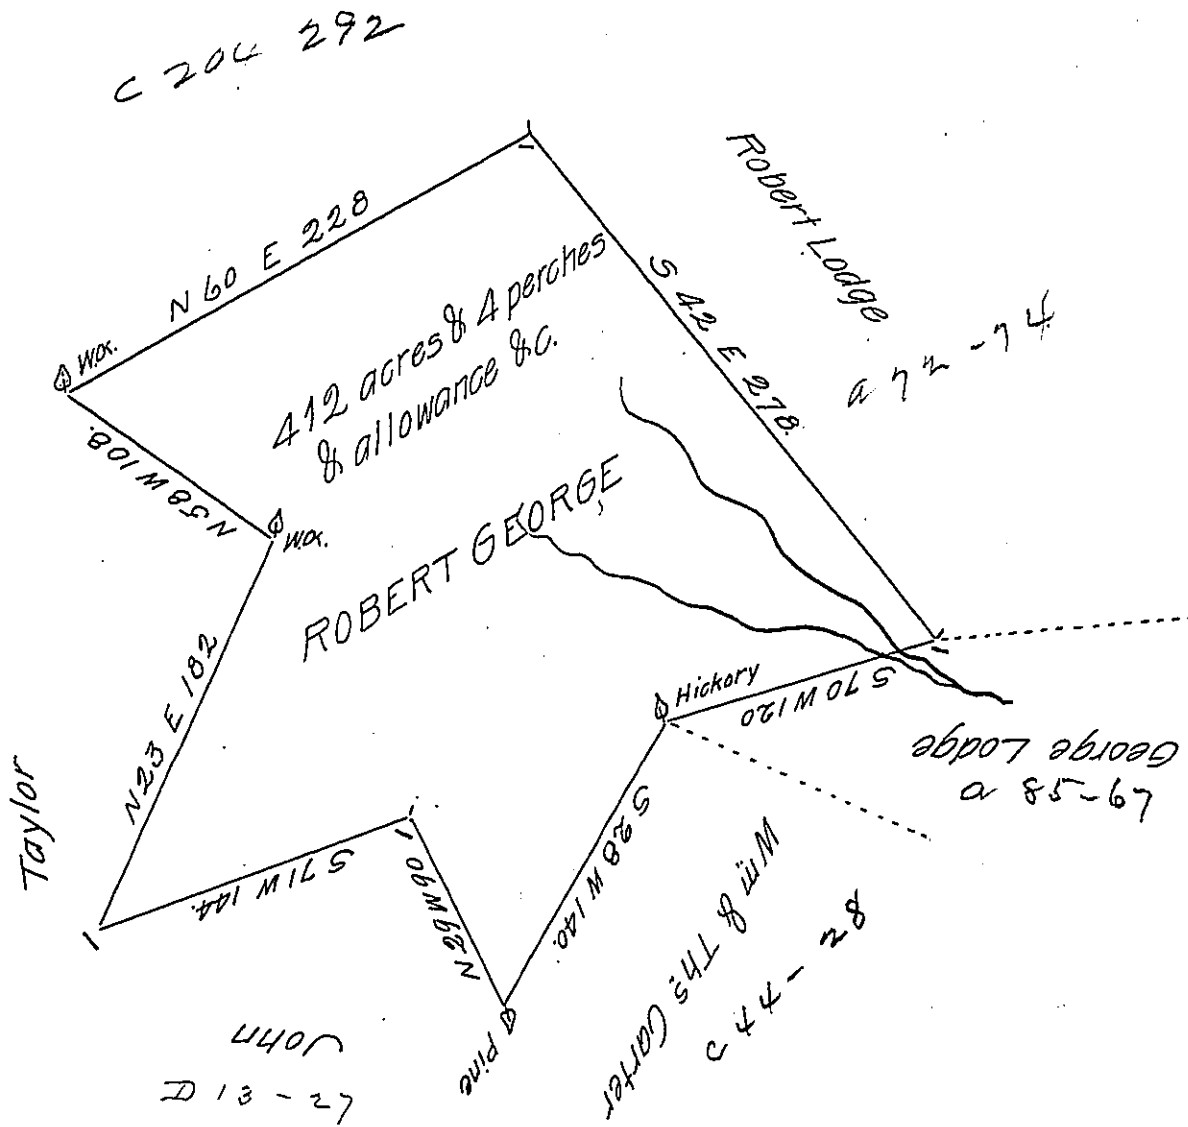 C 204 292
N 60 E 228
Robert Lodge
a 72-74
S 42 E 278.
412 acres & 4 perches
& allowance &c.
W.o.
N 58 W 108.
W.o.
ROBERT GEORGE
N 23 E 182
Hickory
S 70 W 120
George Lodge
a 85-67
Taylor
S 71 W 144.
N 29 W 90
S 28 W 140.
Wm & Thos Carter
C 44-28
Pine
John
D 13-27